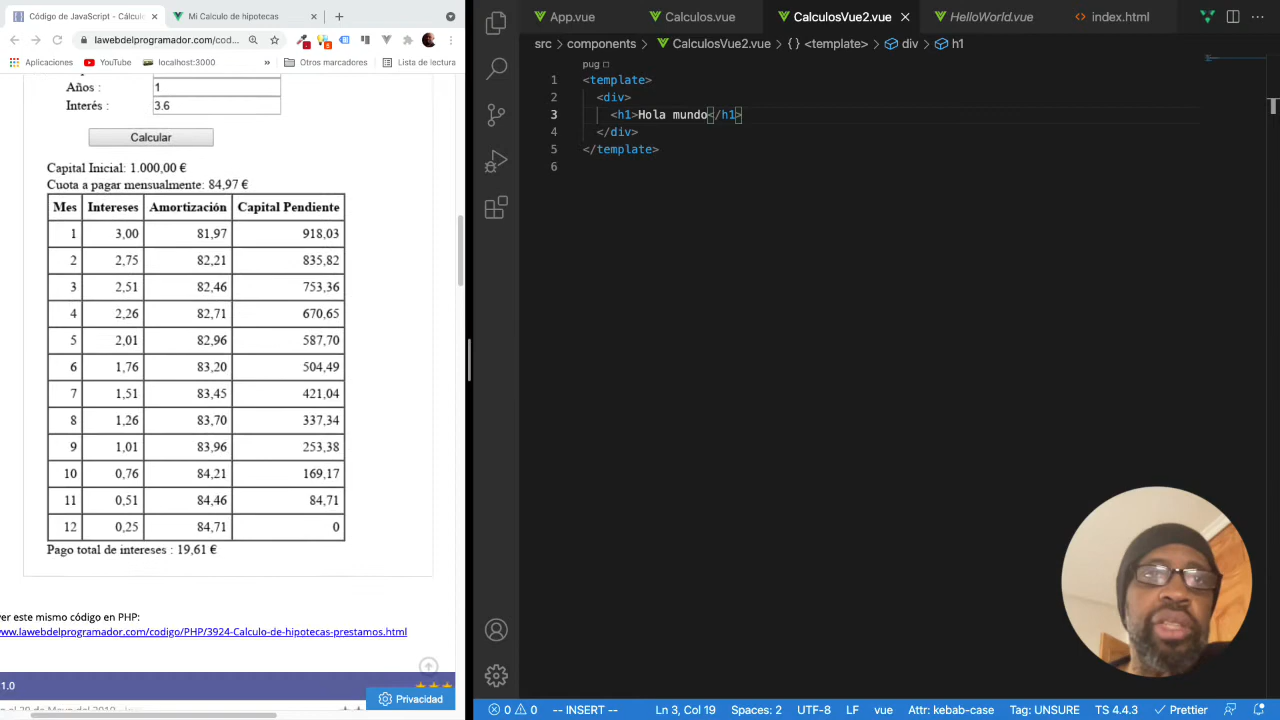 Código de JavaScript - Cálculo
Mi Calculo de hipotecas
lawebdelprogramador.com/cod...
Aplicaciones
YouTube
localhost:3000
»
Otros marcadores
Lista de lectura
Años :
1
Interés :
3.6
Calcular
Capital Inicial: 1.000,00 €
Cuota a pagar mensualmente: 84,97 €
Mes Intereses Amortización Capital Pendiente
1 3,00 81,97 918,03
2 2,75 82,21 835,82
3 2,51 82,46 753,36
4 2,26 82,71 670,65
5 2,01 82,96 587,70
6 1,76 83,20 504,49
7 1,51 83,45 421,04
8 1,26 83,70 337,34
9 1,01 83,96 253,38
10 0,76 84,21 169,17
11 0,51 84,46 84,71
12 0,25 84,71 0
Pago total de intereses : 19,61 €
ver este mismo código en PHP:
www.lawebdelprogramador.com/codigo/PHP/3924-Calculo-de-hipotecas-prestamos.html
1.0
Privacidad
App.vue
Calculos.vue
CalculosVue2.vue
HelloWorld.vue
index.html
src > components > CalculosVue2.vue > {} <template> > div > h1
pug
1 <template>
2 <div>
3 <h1>Hola mundo</h1>
4 </div>
5 </template>
6
0 0
-- INSERT --
Ln 3, Col 19
Spaces: 2
UTF-8
LF
vue
Attr: kebab-case
Tag: UNSURE
TS 4.4.3
Prettier